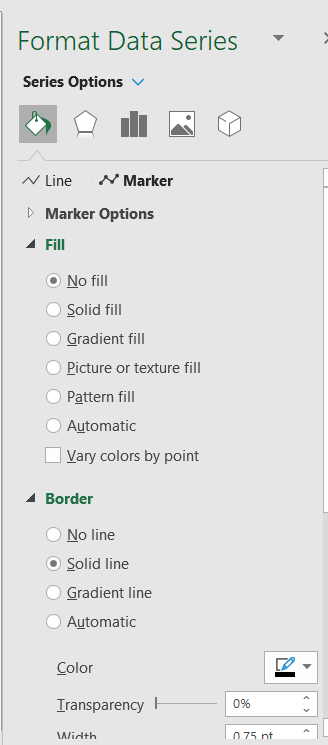 Format Data Series
Series Options
Line Marker
Marker Options
Fill
No fill
Solid fill
Gradient fill
Picture or texture fill
Pattern fill
Automatic
Vary colors by point
Border
No line
Solid line
Gradient line
Automatic
Color
Transparency 0%
Width 0.75 pt